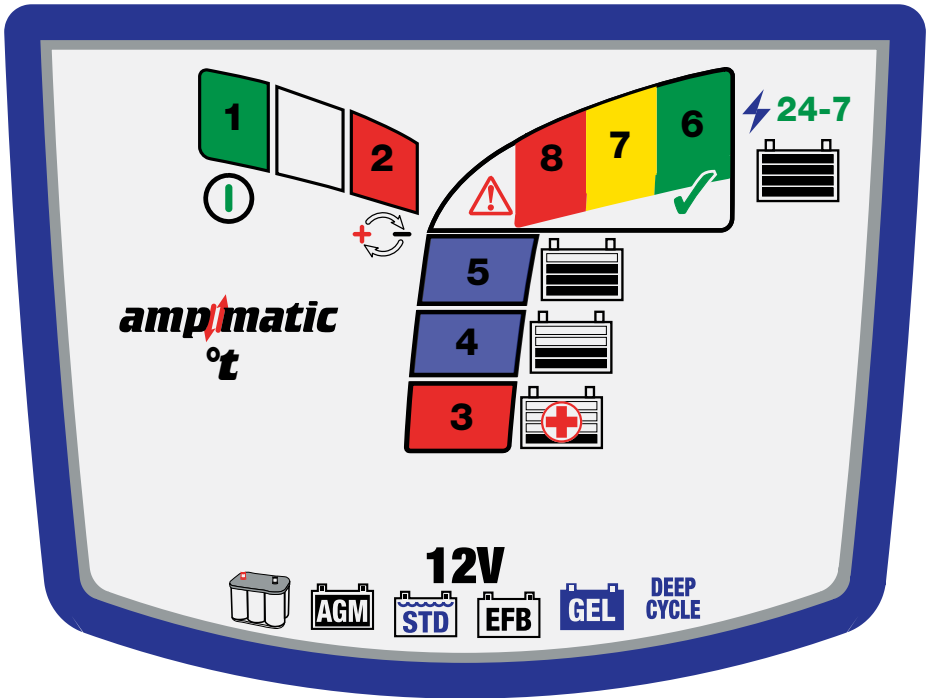 1
2
8
7
6
24-7
5
4
3
ampmatic
°t
12V
AGM
STD
EFB
GEL
DEEP
CYCLE